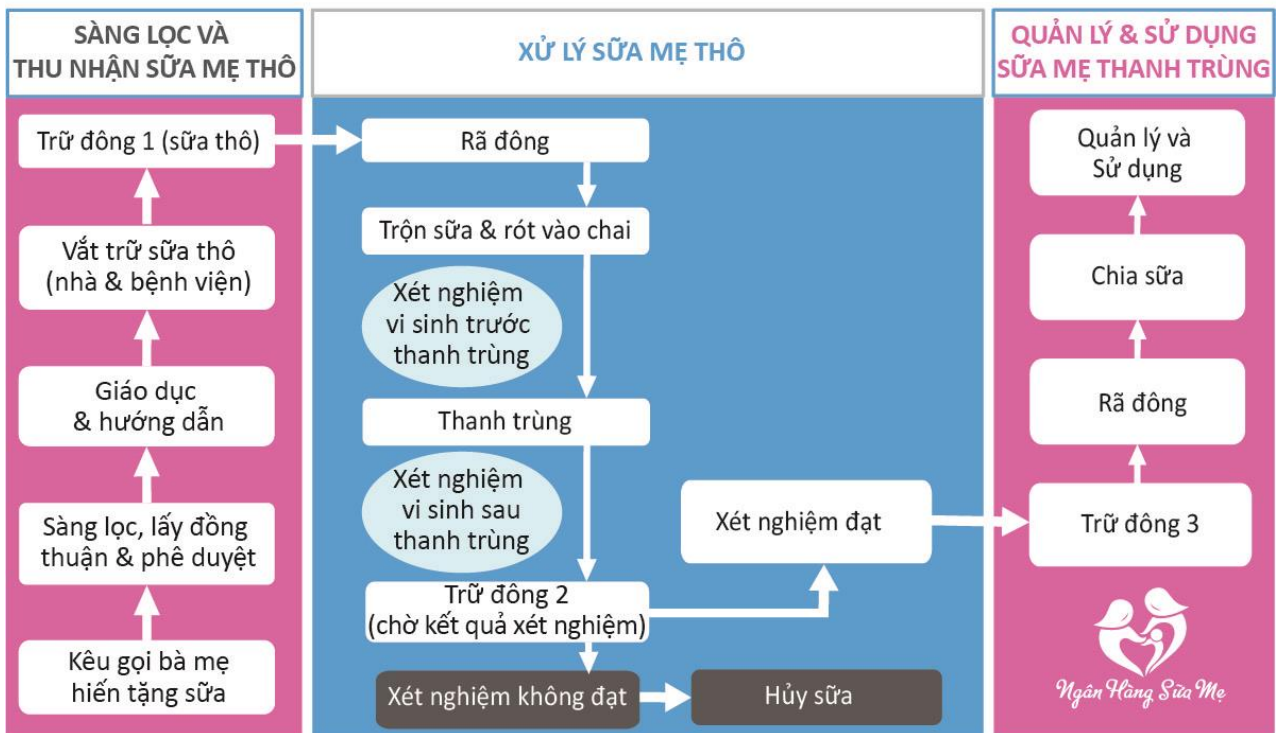 SÀNG LỌC VÀ
THU NHẬN SỮA MẸ THÔ
XỬ LÝ SỮA MẸ THÔ
QUẢN LÝ & SỬ DỤNG
SỮA MẸ THANH TRÙNG
Trữ đông 1 (sữa thô)
Vắt trữ sữa thô
(nhà & bệnh viện)
Giáo dục
& hướng dẫn
Sàng lọc, lấy đồng
thuận & phê duyệt
Kêu gọi bà mẹ
hiến tặng sữa
Rã đông
Trộn sữa & rót vào chai
Xét nghiệm
vi sinh trước
thanh trùng
Thanh trùng
Xét nghiệm
vi sinh sau
thanh trùng
Trữ đông 2
(chờ kết quả xét nghiệm)
Xét nghiệm không đạt
Hủy sữa
Xét nghiệm đạt
Quản lý và
Sử dụng
Chia sữa
Rã đông
Trữ đông 3
Ngân Hàng Sữa Mẹ